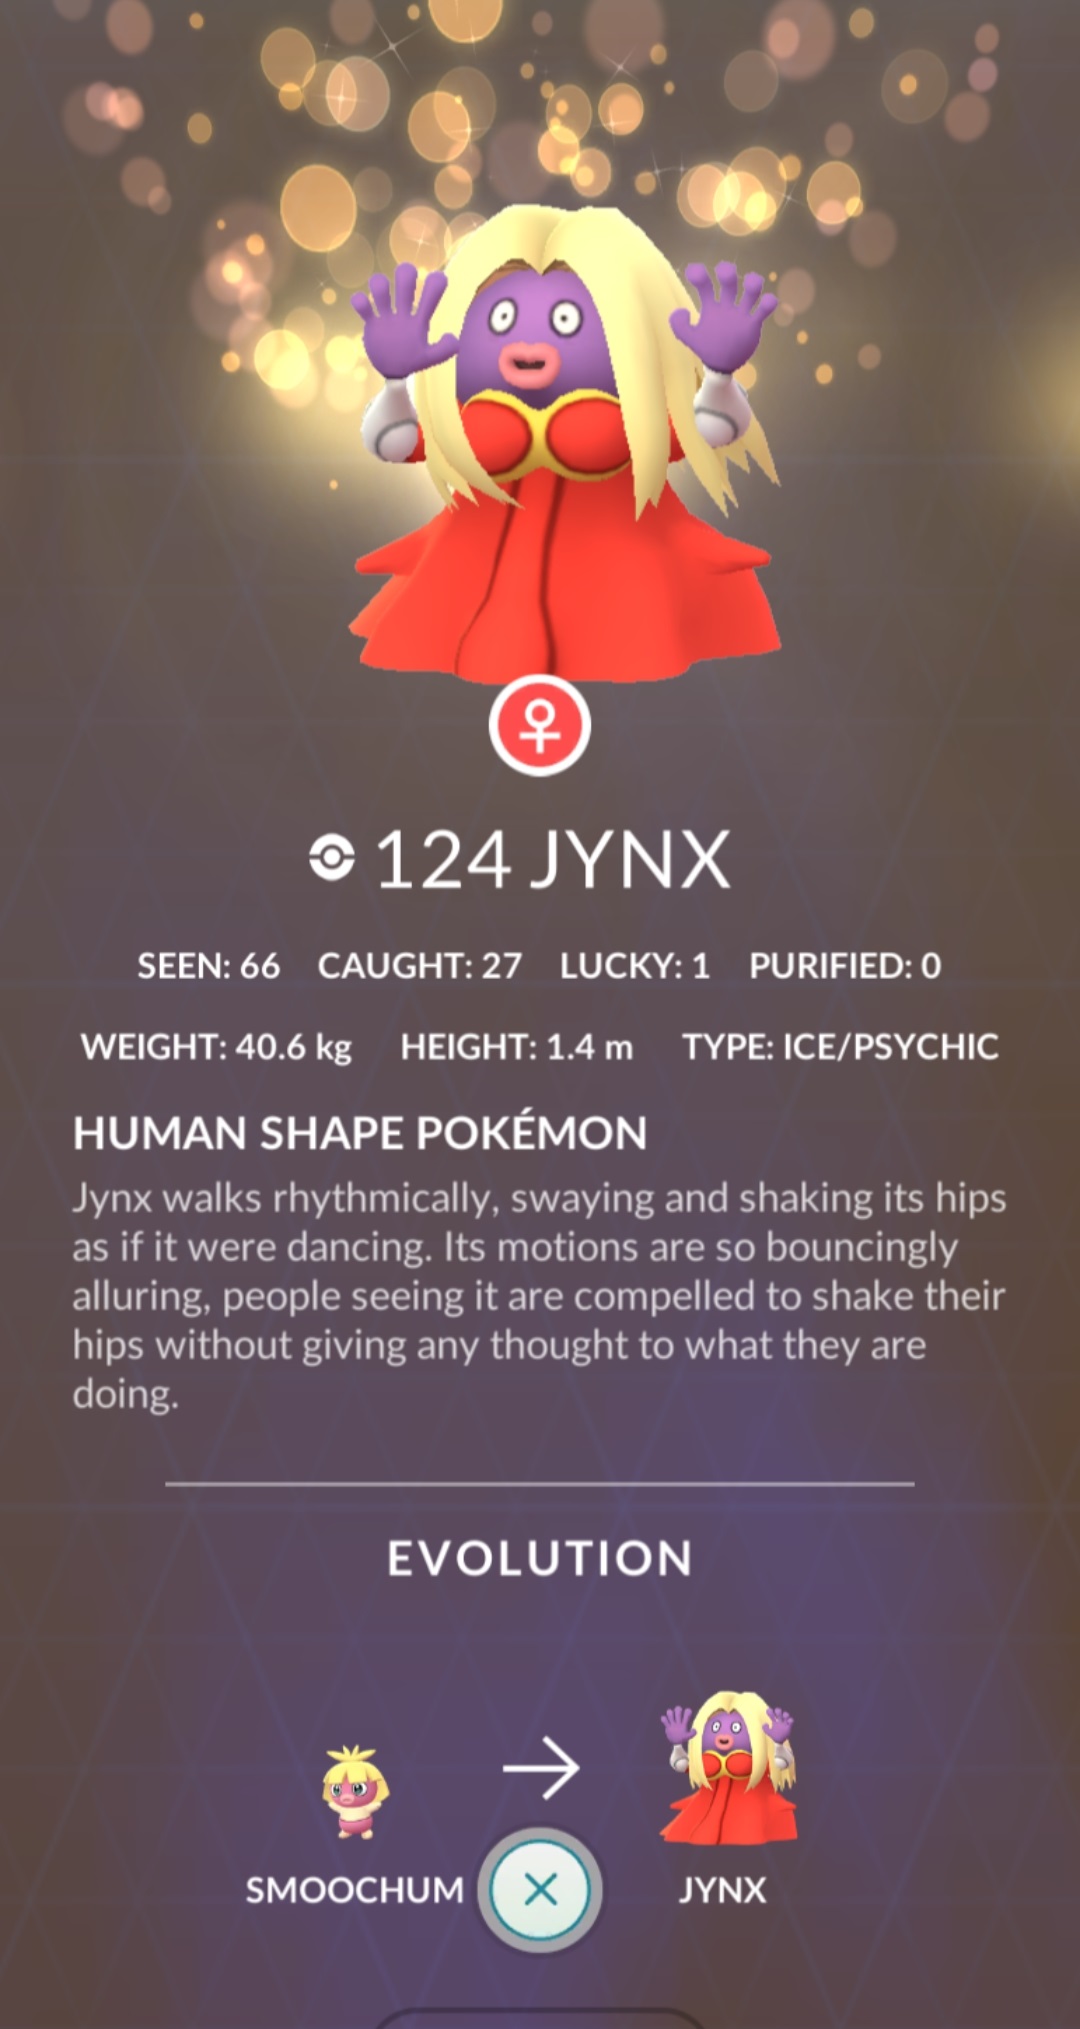 124 JYNX
SEEN: 66 CAUGHT: 27 LUCKY: 1 PURIFIED: 0
WEIGHT: 40.6 kg HEIGHT: 1.4 m TYPE: ICE/PSYCHIC
HUMAN SHAPE POKÉMON
Jynx walks rhythmically, swaying and shaking its hips
as if it were dancing. Its motions are so bouncingly
alluring, people seeing it are compelled to shake their
hips without giving any thought to what they are
doing.
EVOLUTION
SMOOCHUM JYNX